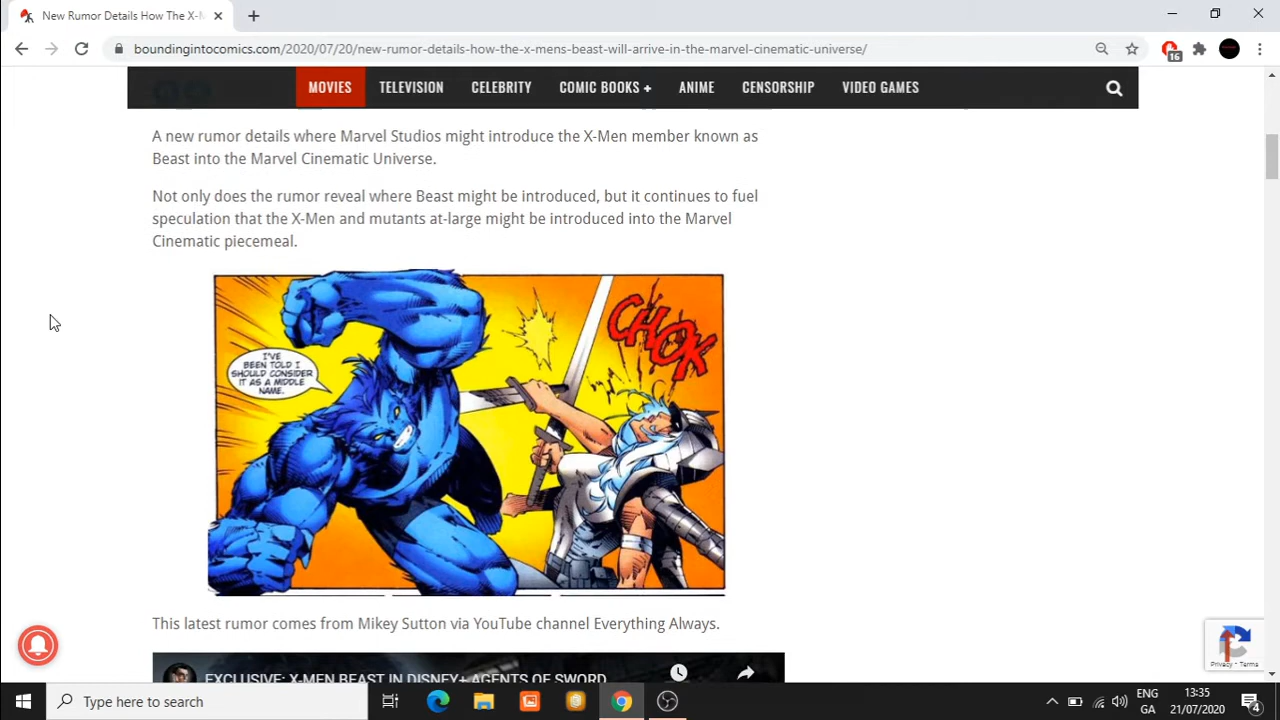 New Rumor Details How The X-M
boundingintocomics.com/2020/07/20/new-rumor-details-how-the-x-mens-beast-will-arrive-in-the-marvel-cinematic-universe/
16
MOVIES TELEVISION CELEBRITY COMIC BOOKS + ANIME CENSORSHIP VIDEO GAMES
A new rumor details where Marvel Studios might introduce the X-Men member known as
Beast into the Marvel Cinematic Universe.
Not only does the rumor reveal where Beast might be introduced, but it continues to fuel
speculation that the X-Men and mutants at-large might be introduced into the Marvel
Cinematic piecemeal.
I'VE
BEEN TOLD I
SHOULD CONSIDER
IT AS A MIDDLE
NAME.
CHOK
This latest rumor comes from Mikey Sutton via YouTube channel Everything Always.
EXCLUSIVE: X-MEN BEAST IN DISNEY+ AGENTS OF SWORD
Privacy - Terms
Type here to search
ENG
GA
13:35
21/07/2020
4